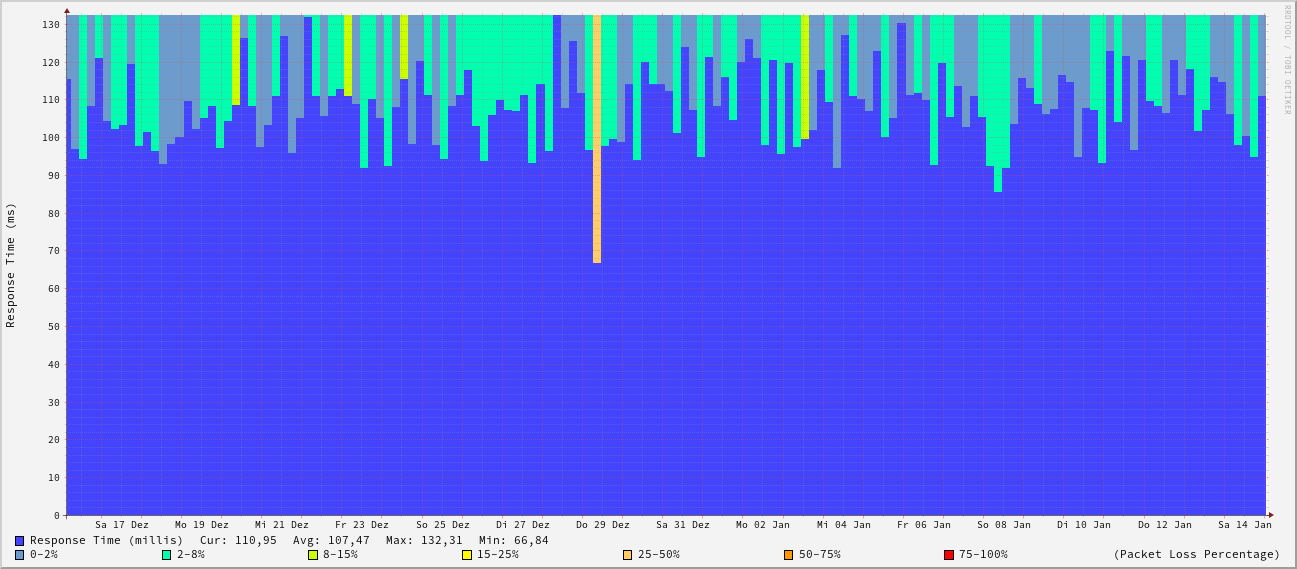 RRDTOOL / TOBI OETIKER
Response Time (ms)
130
120
110
100
90
80
70
60
50
40
30
20
10
0
Sa 17 Dez Mo 19 Dez Mi 21 Dez Fr 23 Dez So 25 Dez Di 27 Dez Do 29 Dez Sa 31 Dez Mo 02 Jan Mi 04 Jan Fr 06 Jan So 08 Jan Di 10 Jan Do 12 Jan Sa 14 Jan
Response Time (millis) Cur: 110,95 Avg: 107,47 Max: 132,31 Min: 66,84
0-2% 2-8% 8-15% 15-25% 25-50% 50-75% 75-100% (Packet Loss Percentage)